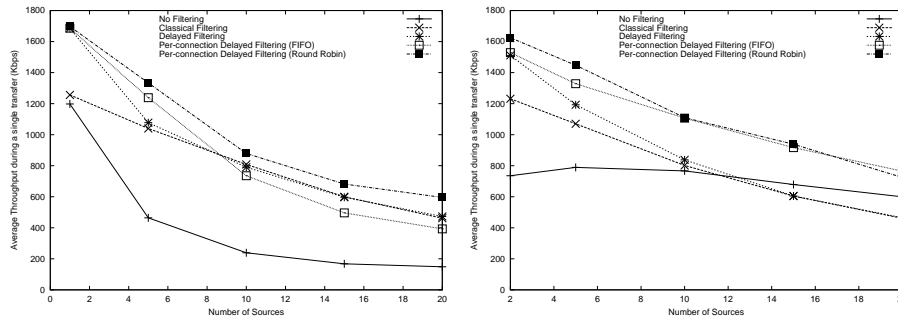 Average Throughput during a single transfer (Kbps)
1800
1600
1400
1200
1000
800
600
400
200
0
No Filtering
Classical Filtering
Delayed Filtering
Per-connection Delayed Filtering (FIFO)
Per-connection Delayed Filtering (Round Robin)
0 2 4 6 8 10 12 14 16 18 20
Number of Sources
Average Throughput during a single transfer (Kbps)
1800
1600
1400
1200
1000
800
600
400
200
0
No Filtering
Classical Filtering
Delayed Filtering
Per-connection Delayed Filtering (FIFO)
Per-connection Delayed Filtering (Round Robin)
2 4 6 8 10 12 14 16 18
Number of Sources